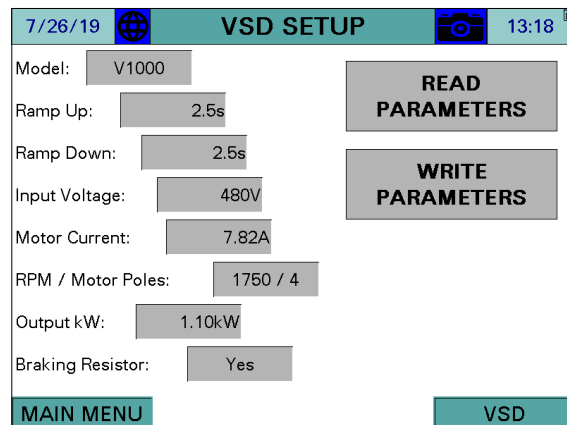 7/26/19 VSD SETUP 13:18
Model: V1000
Ramp Up: 2.5s
Ramp Down: 2.5s
Input Voltage: 480V
Motor Current: 7.82A
RPM / Motor Poles: 1750 / 4
Output kW: 1.10kW
Braking Resistor: Yes
READ
PARAMETERS
WRITE
PARAMETERS
MAIN MENU
VSD